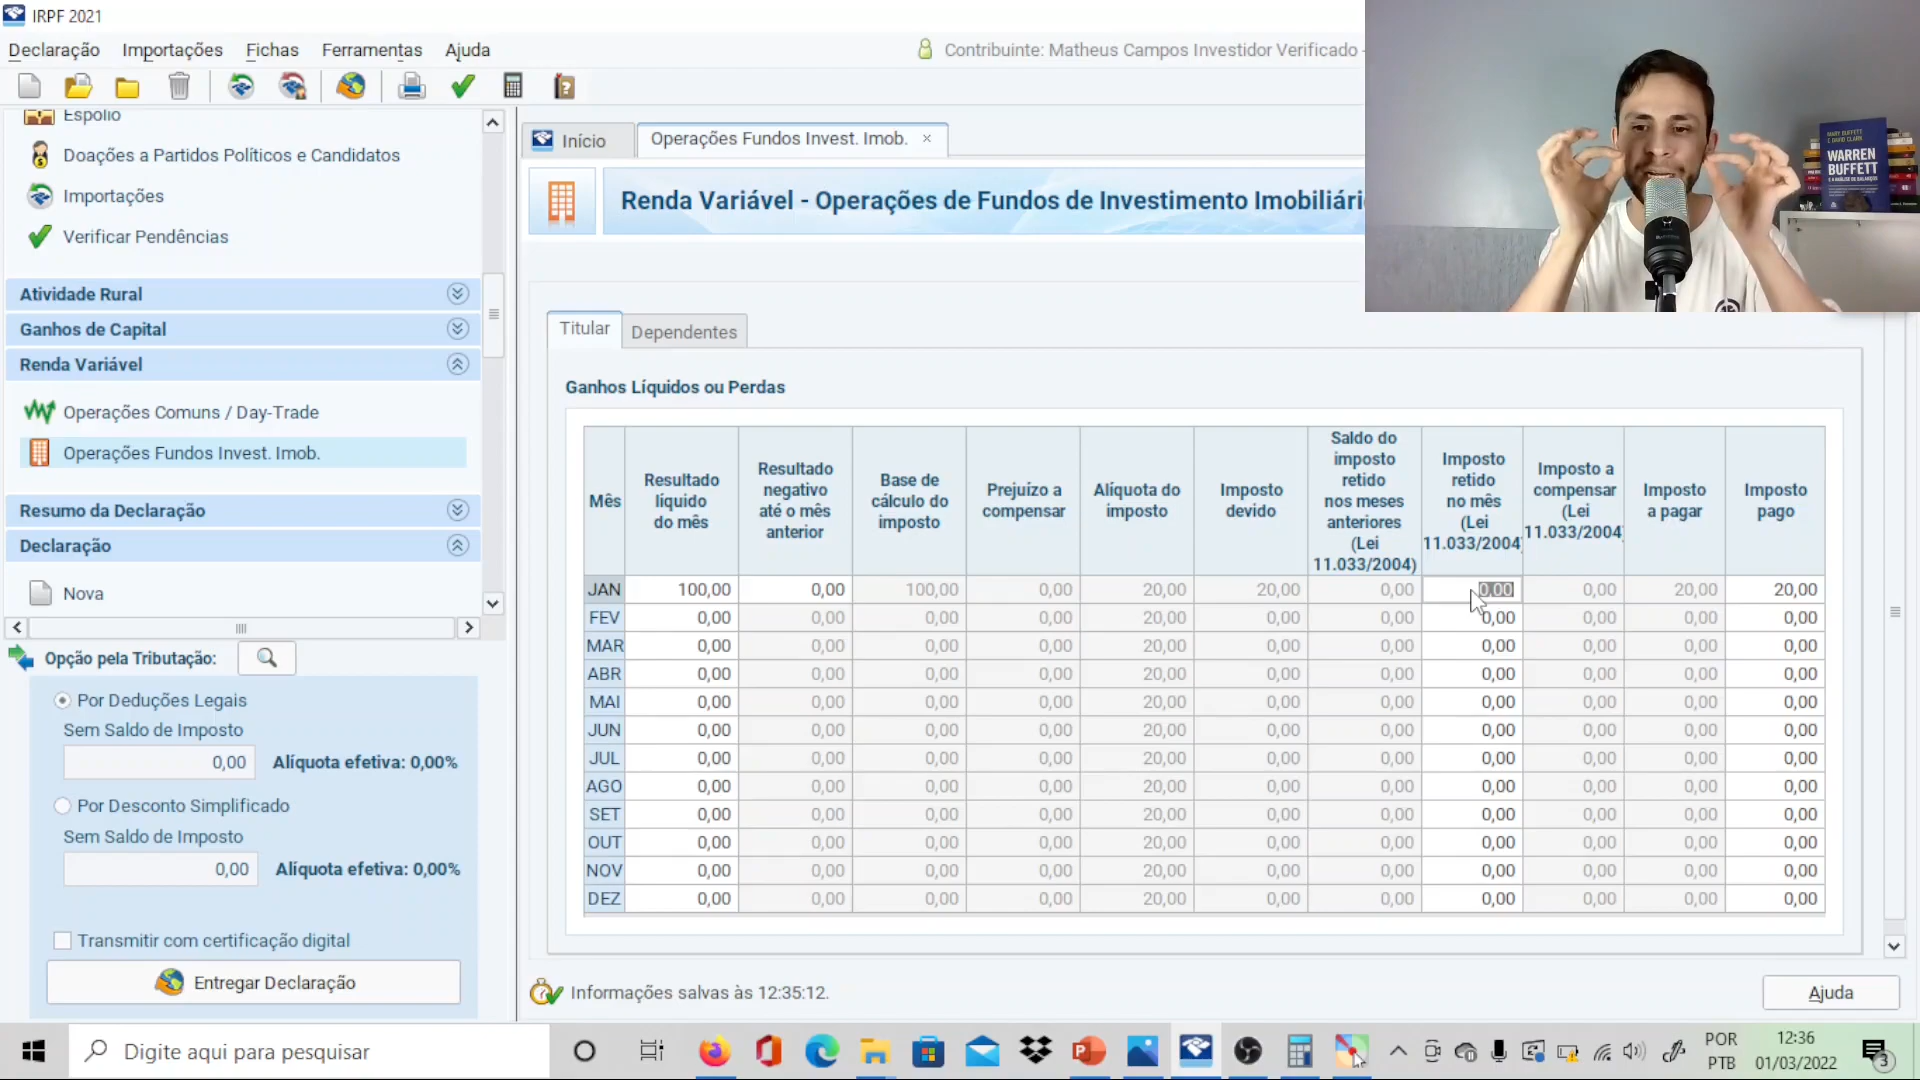 IRPF 2021
Declaração Importações Fichas Ferramentas Ajuda
Contribuinte: Matheus Campos Investidor Verificado -
Espólio
Doações a Partidos Políticos e Candidatos
Importações
Verificar Pendências
Atividade Rural
Ganhos de Capital
Renda Variável
Operações Comuns / Day-Trade
Operações Fundos Invest. Imob.
Resumo da Declaração
Declaração
Nova
Opção pela Tributação:
Por Deduções Legais
Sem Saldo de Imposto
0,00 Alíquota efetiva: 0,00%
Por Desconto Simplificado
Sem Saldo de Imposto
0,00 Alíquota efetiva: 0,00%
Transmitir com certificação digital
Entregar Declaração
Início
Operações Fundos Invest. Imob. ×
Renda Variável - Operações de Fundos de Investimento Imobiliári
MARY BUFFETT
E DAVID CLARK
WARREN
BUFFETT
E A ANÁLISE DE BALANÇOS
Titular Dependentes
Ganhos Líquidos ou Perdas
Mês
Resultado
líquido
do mês
Resultado
negativo
até o mês
anterior
Base de
cálculo do
imposto
Prejuízo a
compensar
Alíquota do
imposto
Imposto
devido
Saldo do
imposto
retido
nos meses
anteriores
(Lei
11.033/2004)
Imposto
retido
no mês
(Lei
11.033/2004)
Imposto a
compensar
(Lei
11.033/2004)
Imposto
a pagar
Imposto
pago
JAN 100,00 0,00 100,00 0,00 20,00 20,00 0,00 0,00 0,00 20,00 20,00
FEV 0,00 0,00 0,00 0,00 20,00 0,00 0,00 0,00 0,00 0,00 0,00
MAR 0,00 0,00 0,00 0,00 20,00 0,00 0,00 0,00 0,00 0,00 0,00
ABR 0,00 0,00 0,00 0,00 20,00 0,00 0,00 0,00 0,00 0,00 0,00
MAI 0,00 0,00 0,00 0,00 20,00 0,00 0,00 0,00 0,00 0,00 0,00
JUN 0,00 0,00 0,00 0,00 20,00 0,00 0,00 0,00 0,00 0,00 0,00
JUL 0,00 0,00 0,00 0,00 20,00 0,00 0,00 0,00 0,00 0,00 0,00
AGO 0,00 0,00 0,00 0,00 20,00 0,00 0,00 0,00 0,00 0,00 0,00
SET 0,00 0,00 0,00 0,00 20,00 0,00 0,00 0,00 0,00 0,00 0,00
OUT 0,00 0,00 0,00 0,00 20,00 0,00 0,00 0,00 0,00 0,00 0,00
NOV 0,00 0,00 0,00 0,00 20,00 0,00 0,00 0,00 0,00 0,00 0,00
DEZ 0,00 0,00 0,00 0,00 20,00 0,00 0,00 0,00 0,00 0,00 0,00
Informações salvas às 12:35:12.
Ajuda
Digite aqui para pesquisar
POR
PTB
12:36
01/03/2022
3